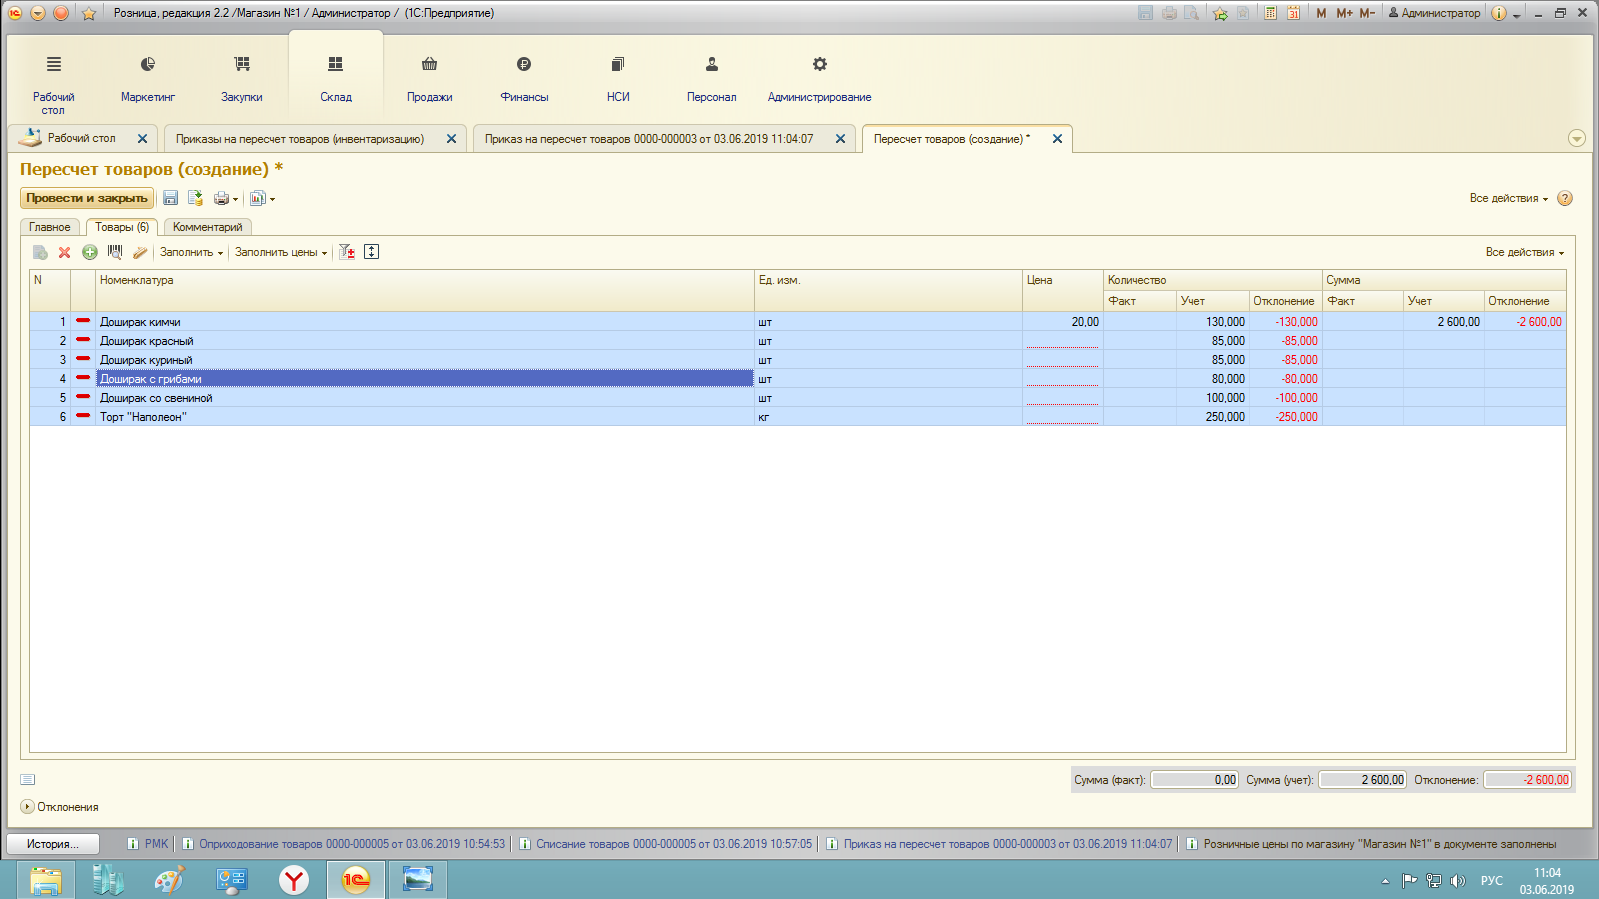 Розница, редакция 2.2 /Магазин №1 / Администратор / (1С:Предприятие)
31 M M+ M- Администратор
Рабочий стол
Маркетинг
Закупки
Склад
Продажи
Финансы
НСИ
Персонал
Администрирование
Рабочий стол
Приказы на пересчет товаров (инвентаризацию)
Приказ на пересчет товаров 0000-000003 от 03.06.2019 11:04:07
Пересчет товаров (создание) *
Пересчет товаров (создание) *
Провести и закрыть
Все действия
?
Главное Товары (6) Комментарий
Заполнить Заполнить цены Все действия
N Номенклатура Ед. изм. Цена Количество Сумма
Факт Учет Отклонение Факт Учет Отклонение
1 Доширак кимчи шт 20,00 130,000 -130,000 2 600,00 -2 600,00
2 Доширак красный шт 85,000 -85,000
3 Доширак куриный шт 85,000 -85,000
4 Доширак с грибами шт 80,000 -80,000
5 Доширак со свениной шт 100,000 -100,000
6 Торт "Наполеон" кг 250,000 -250,000
Сумма (факт): 0,00 Сумма (учет): 2 600,00 Отклонение: -2 600,00
Отклонения
История... РМК Оприходование товаров 0000-000005 от 03.06.2019 10:54:53 Списание товаров 0000-000005 от 03.06.2019 10:57:05 Приказ на пересчет товаров 0000-000003 от 03.06.2019 11:04:07 Розничные цены по магазину "Магазин №1" в документе заполнены
РУС
11:04
03.06.2019